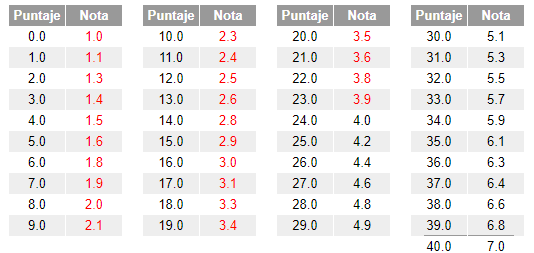 Puntaje Nota Puntaje Nota Puntaje Nota Puntaje Nota
0.0 1.0 10.0 2.3 20.0 3.5 30.0 5.1
1.0 1.1 11.0 2.4 21.0 3.6 31.0 5.3
2.0 1.3 12.0 2.5 22.0 3.8 32.0 5.5
3.0 1.4 13.0 2.6 23.0 3.9 33.0 5.7
4.0 1.5 14.0 2.8 24.0 4.0 34.0 5.9
5.0 1.6 15.0 2.9 25.0 4.2 35.0 6.1
6.0 1.8 16.0 3.0 26.0 4.4 36.0 6.3
7.0 1.9 17.0 3.1 27.0 4.6 37.0 6.4
8.0 2.0 18.0 3.3 28.0 4.8 38.0 6.6
9.0 2.1 19.0 3.4 29.0 4.9 39.0 6.8
40.0 7.0